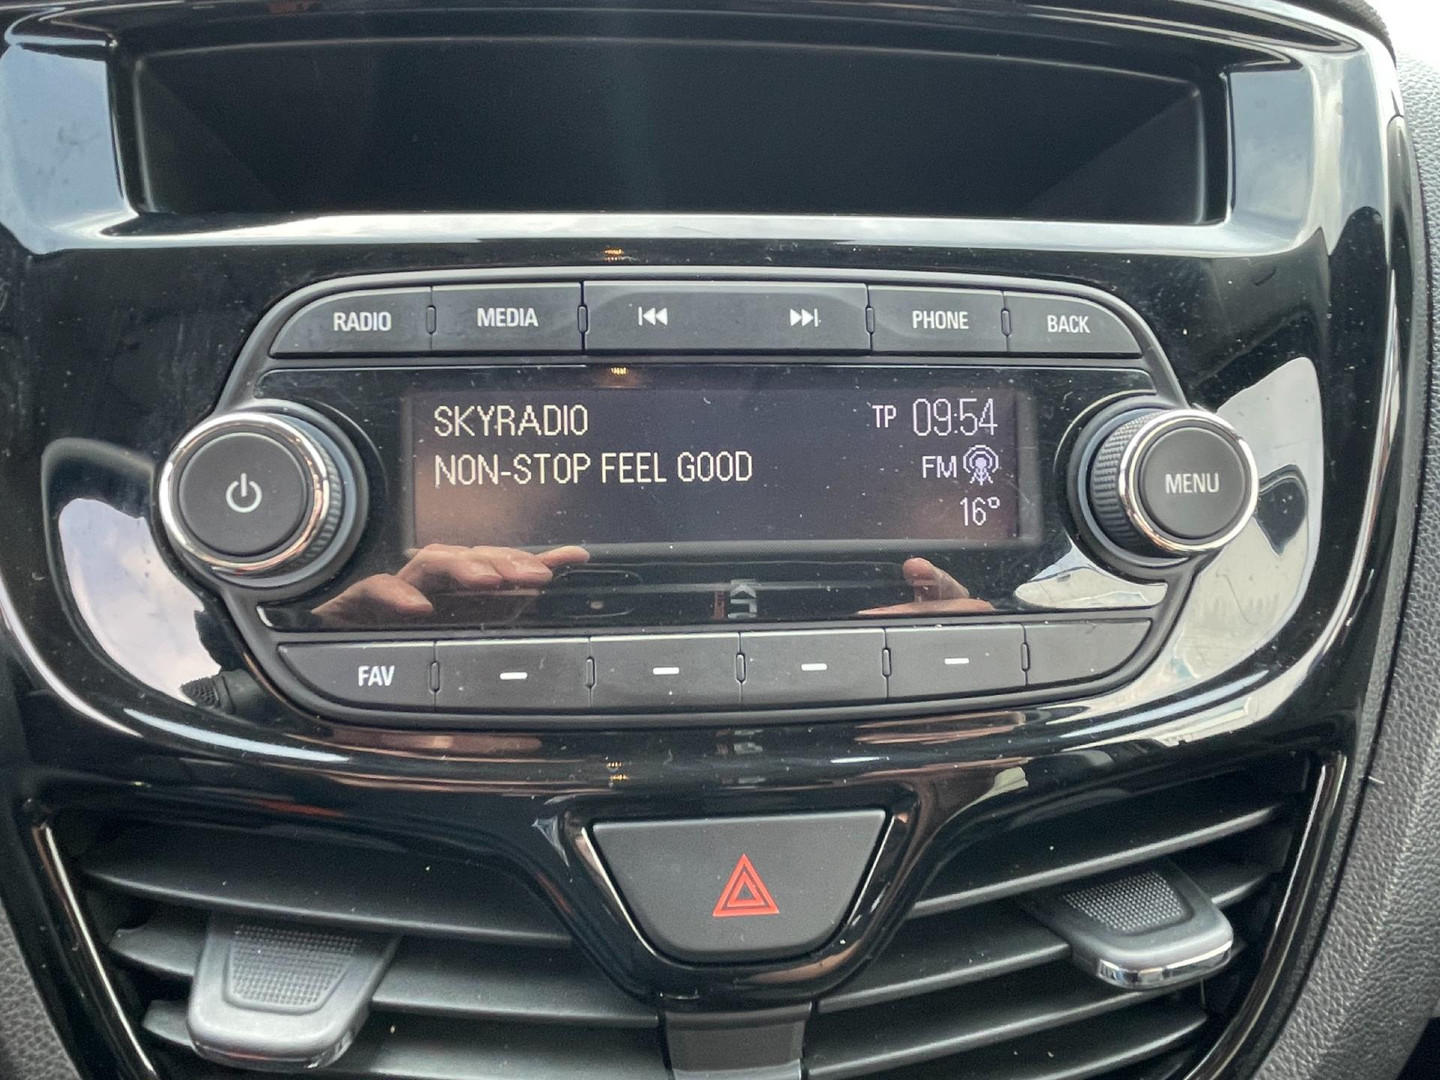 RADIO MEDIA PHONE BACK
SKYRADIO TP 09:54
NON-STOP FEEL GOOD FM
16°
MENU
FAV